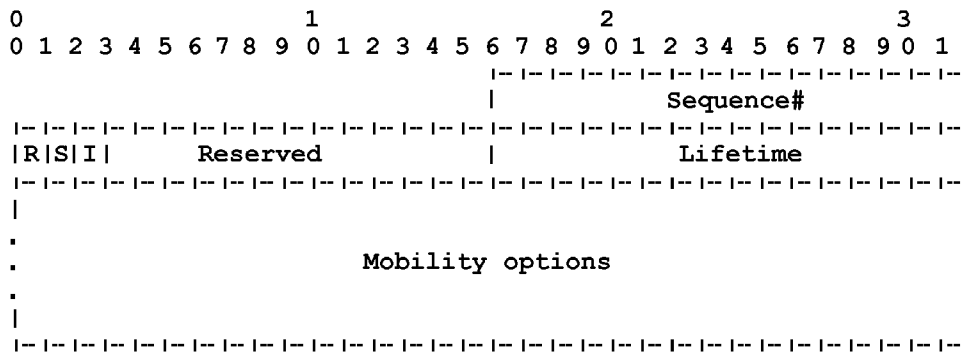 0                   1                   2                   3
0 1 2 3 4 5 6 7 8 9 0 1 2 3 4 5 6 7 8 9 0 1 2 3 4 5 6 7 8 9 0 1
                                |-- |-- |-- |-- |-- |-- |-- |-- |-- |-- |-- |-- |-- |-- |-- |--
                                | Sequence#
|-- |-- |-- |-- |-- |-- |-- |-- |-- |-- |-- |-- |-- |-- |-- |-- |-- |-- |-- |-- |-- |-- |-- |-- |-- |-- |-- |-- |-- |-- |-- |--
|R|S|I| Reserved | Lifetime
|-- |-- |-- |-- |-- |-- |-- |-- |-- |-- |-- |-- |-- |-- |-- |-- |-- |-- |-- |-- |-- |-- |-- |-- |-- |-- |-- |-- |-- |-- |-- |--
|
.
. Mobility options
.
|
|-- |-- |-- |-- |-- |-- |-- |-- |-- |-- |-- |-- |-- |-- |-- |-- |-- |-- |-- |-- |-- |-- |-- |-- |-- |-- |-- |-- |-- |-- |-- |--